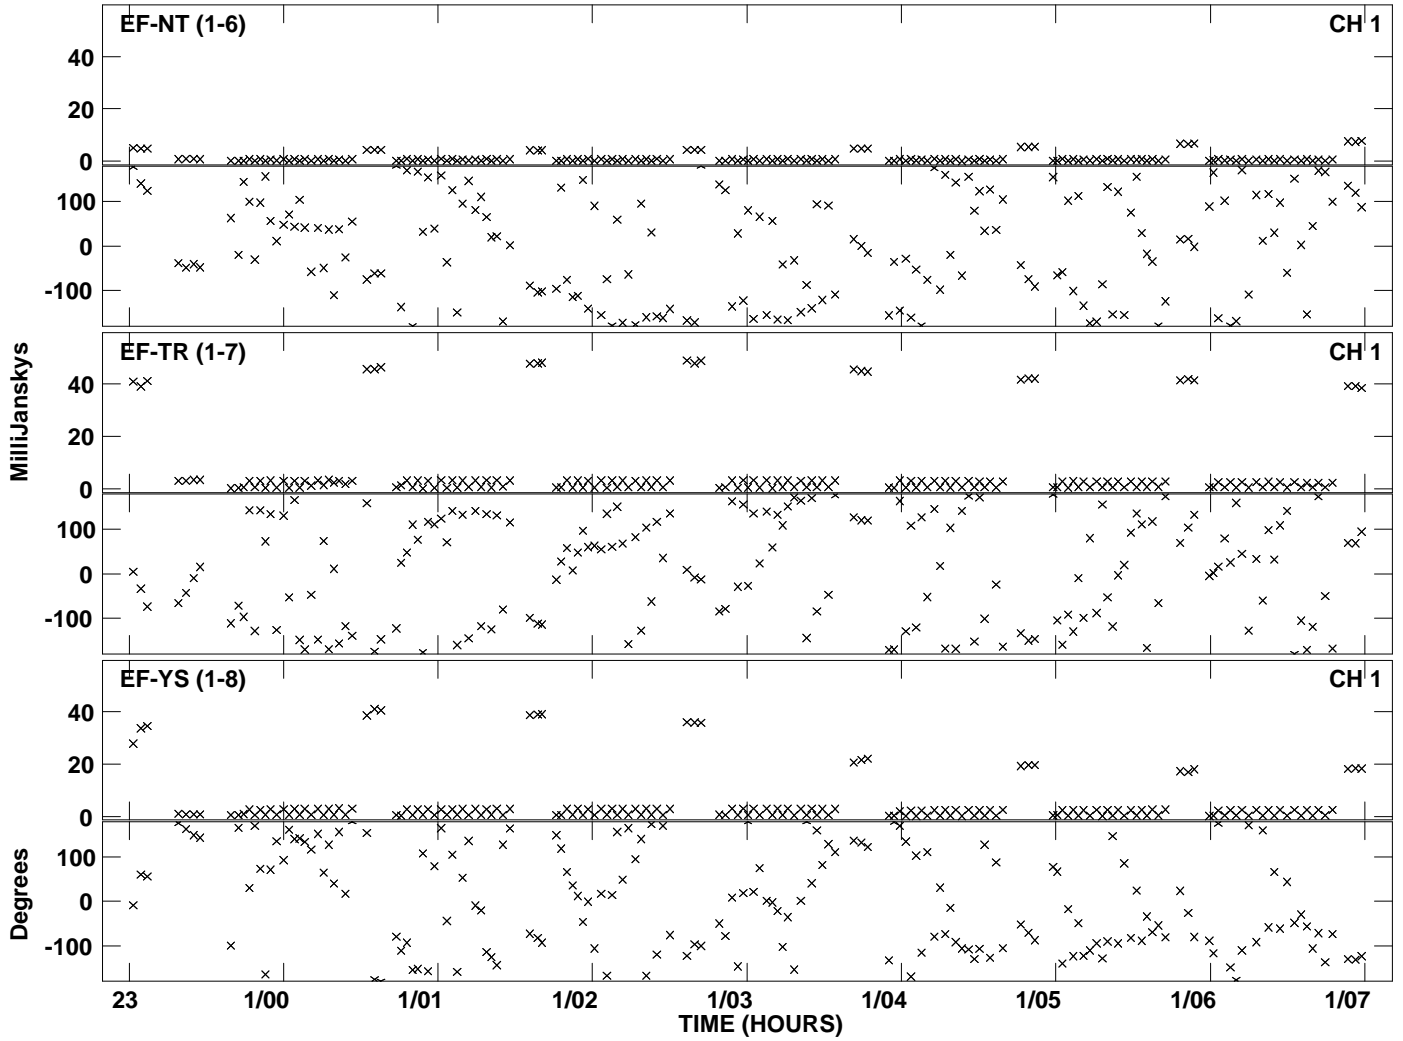 EF-NT (1-6) CH 1
40
20
0
100
0
-100
EF-TR (1-7) CH 1
40
20
0
100
0
-100
EF-YS (1-8) CH 1
40
20
0
100
0
-100
MilliJanskys
Degrees
23 1/00 1/01 1/02 1/03 1/04 1/05 1/06 1/07
TIME (HOURS)